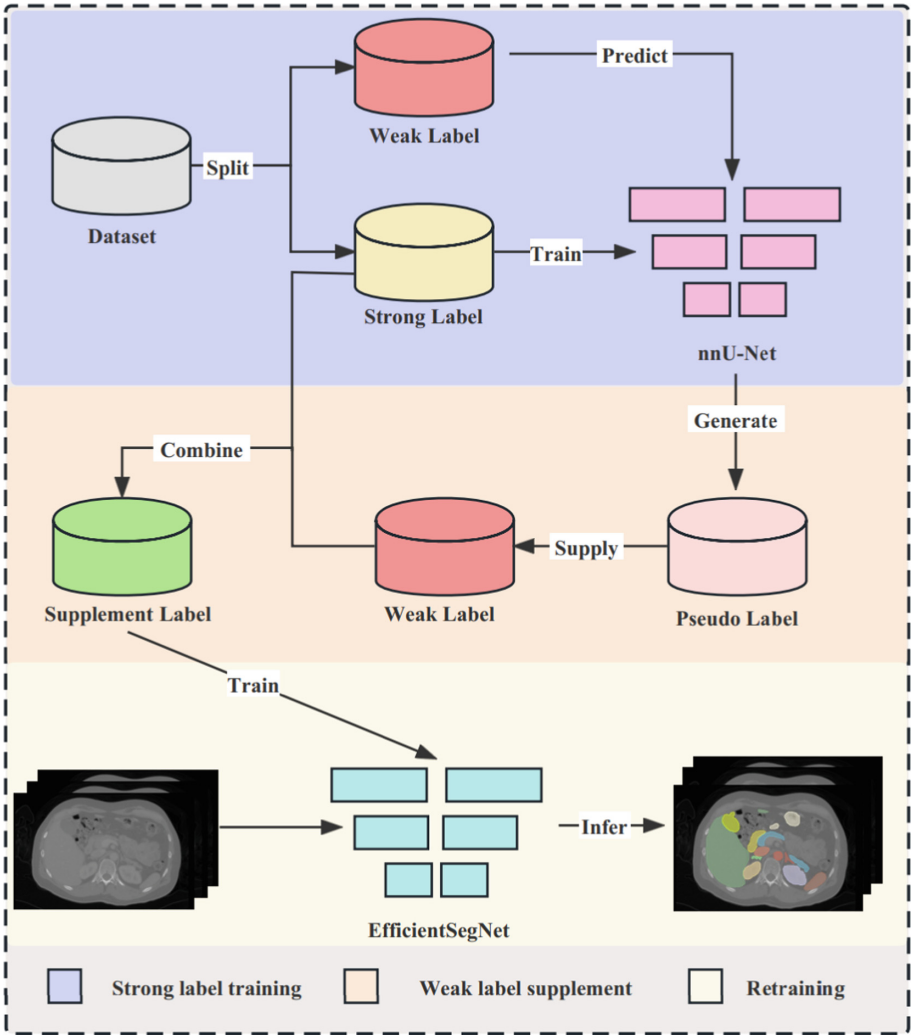 Predict
Weak Label
Split
Dataset
Train
Strong Label
nnU-Net
Generate
Combine
Supply
Supplement Label
Weak Label
Pseudo Label
Train
Infer
EfficientSegNet
Strong label training
Weak label supplement
Retraining